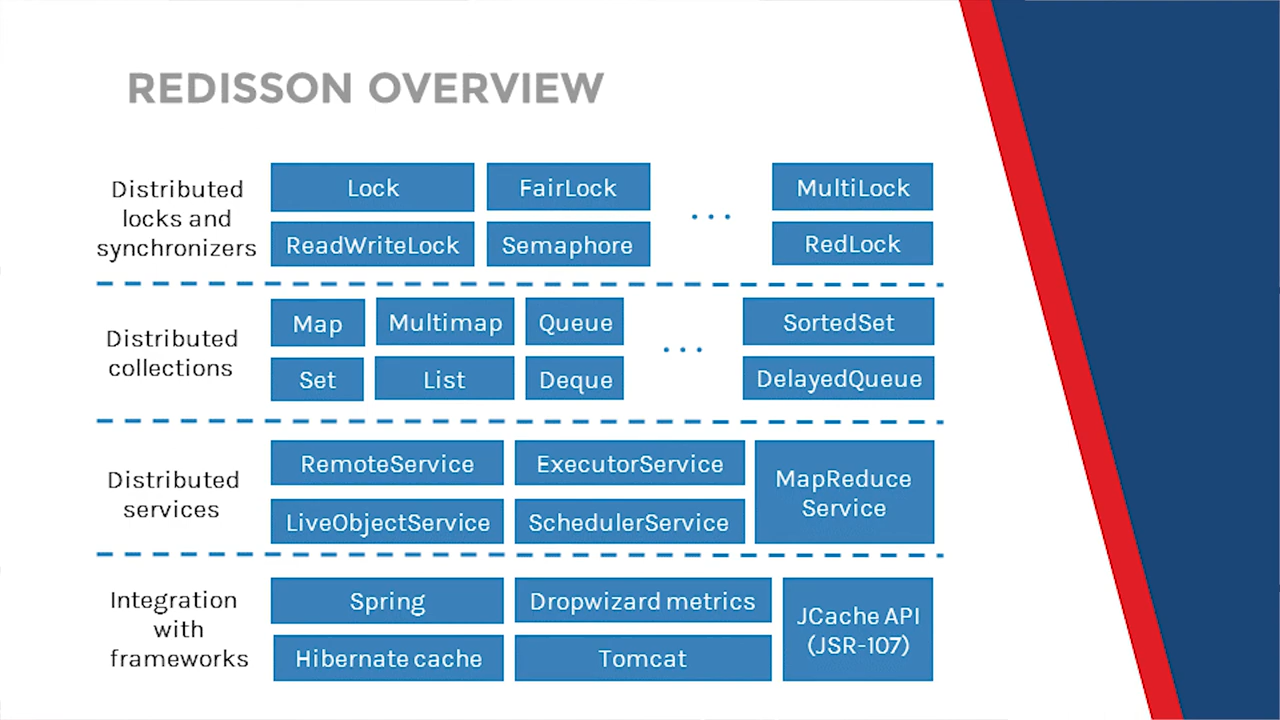 REDISSON OVERVIEW
Distributed
locks and
synchronizers
Lock
FairLock
...
MultiLock
ReadWriteLock
Semaphore
RedLock
Distributed
collections
Map
Multimap
Queue
...
SortedSet
Set
List
Deque
DelayedQueue
Distributed
services
RemoteService
ExecutorService
MapReduce
Service
LiveObjectService
SchedulerService
Integration
with
frameworks
Spring
Dropwizard metrics
JCache API
(JSR-107)
Hibernate cache
Tomcat